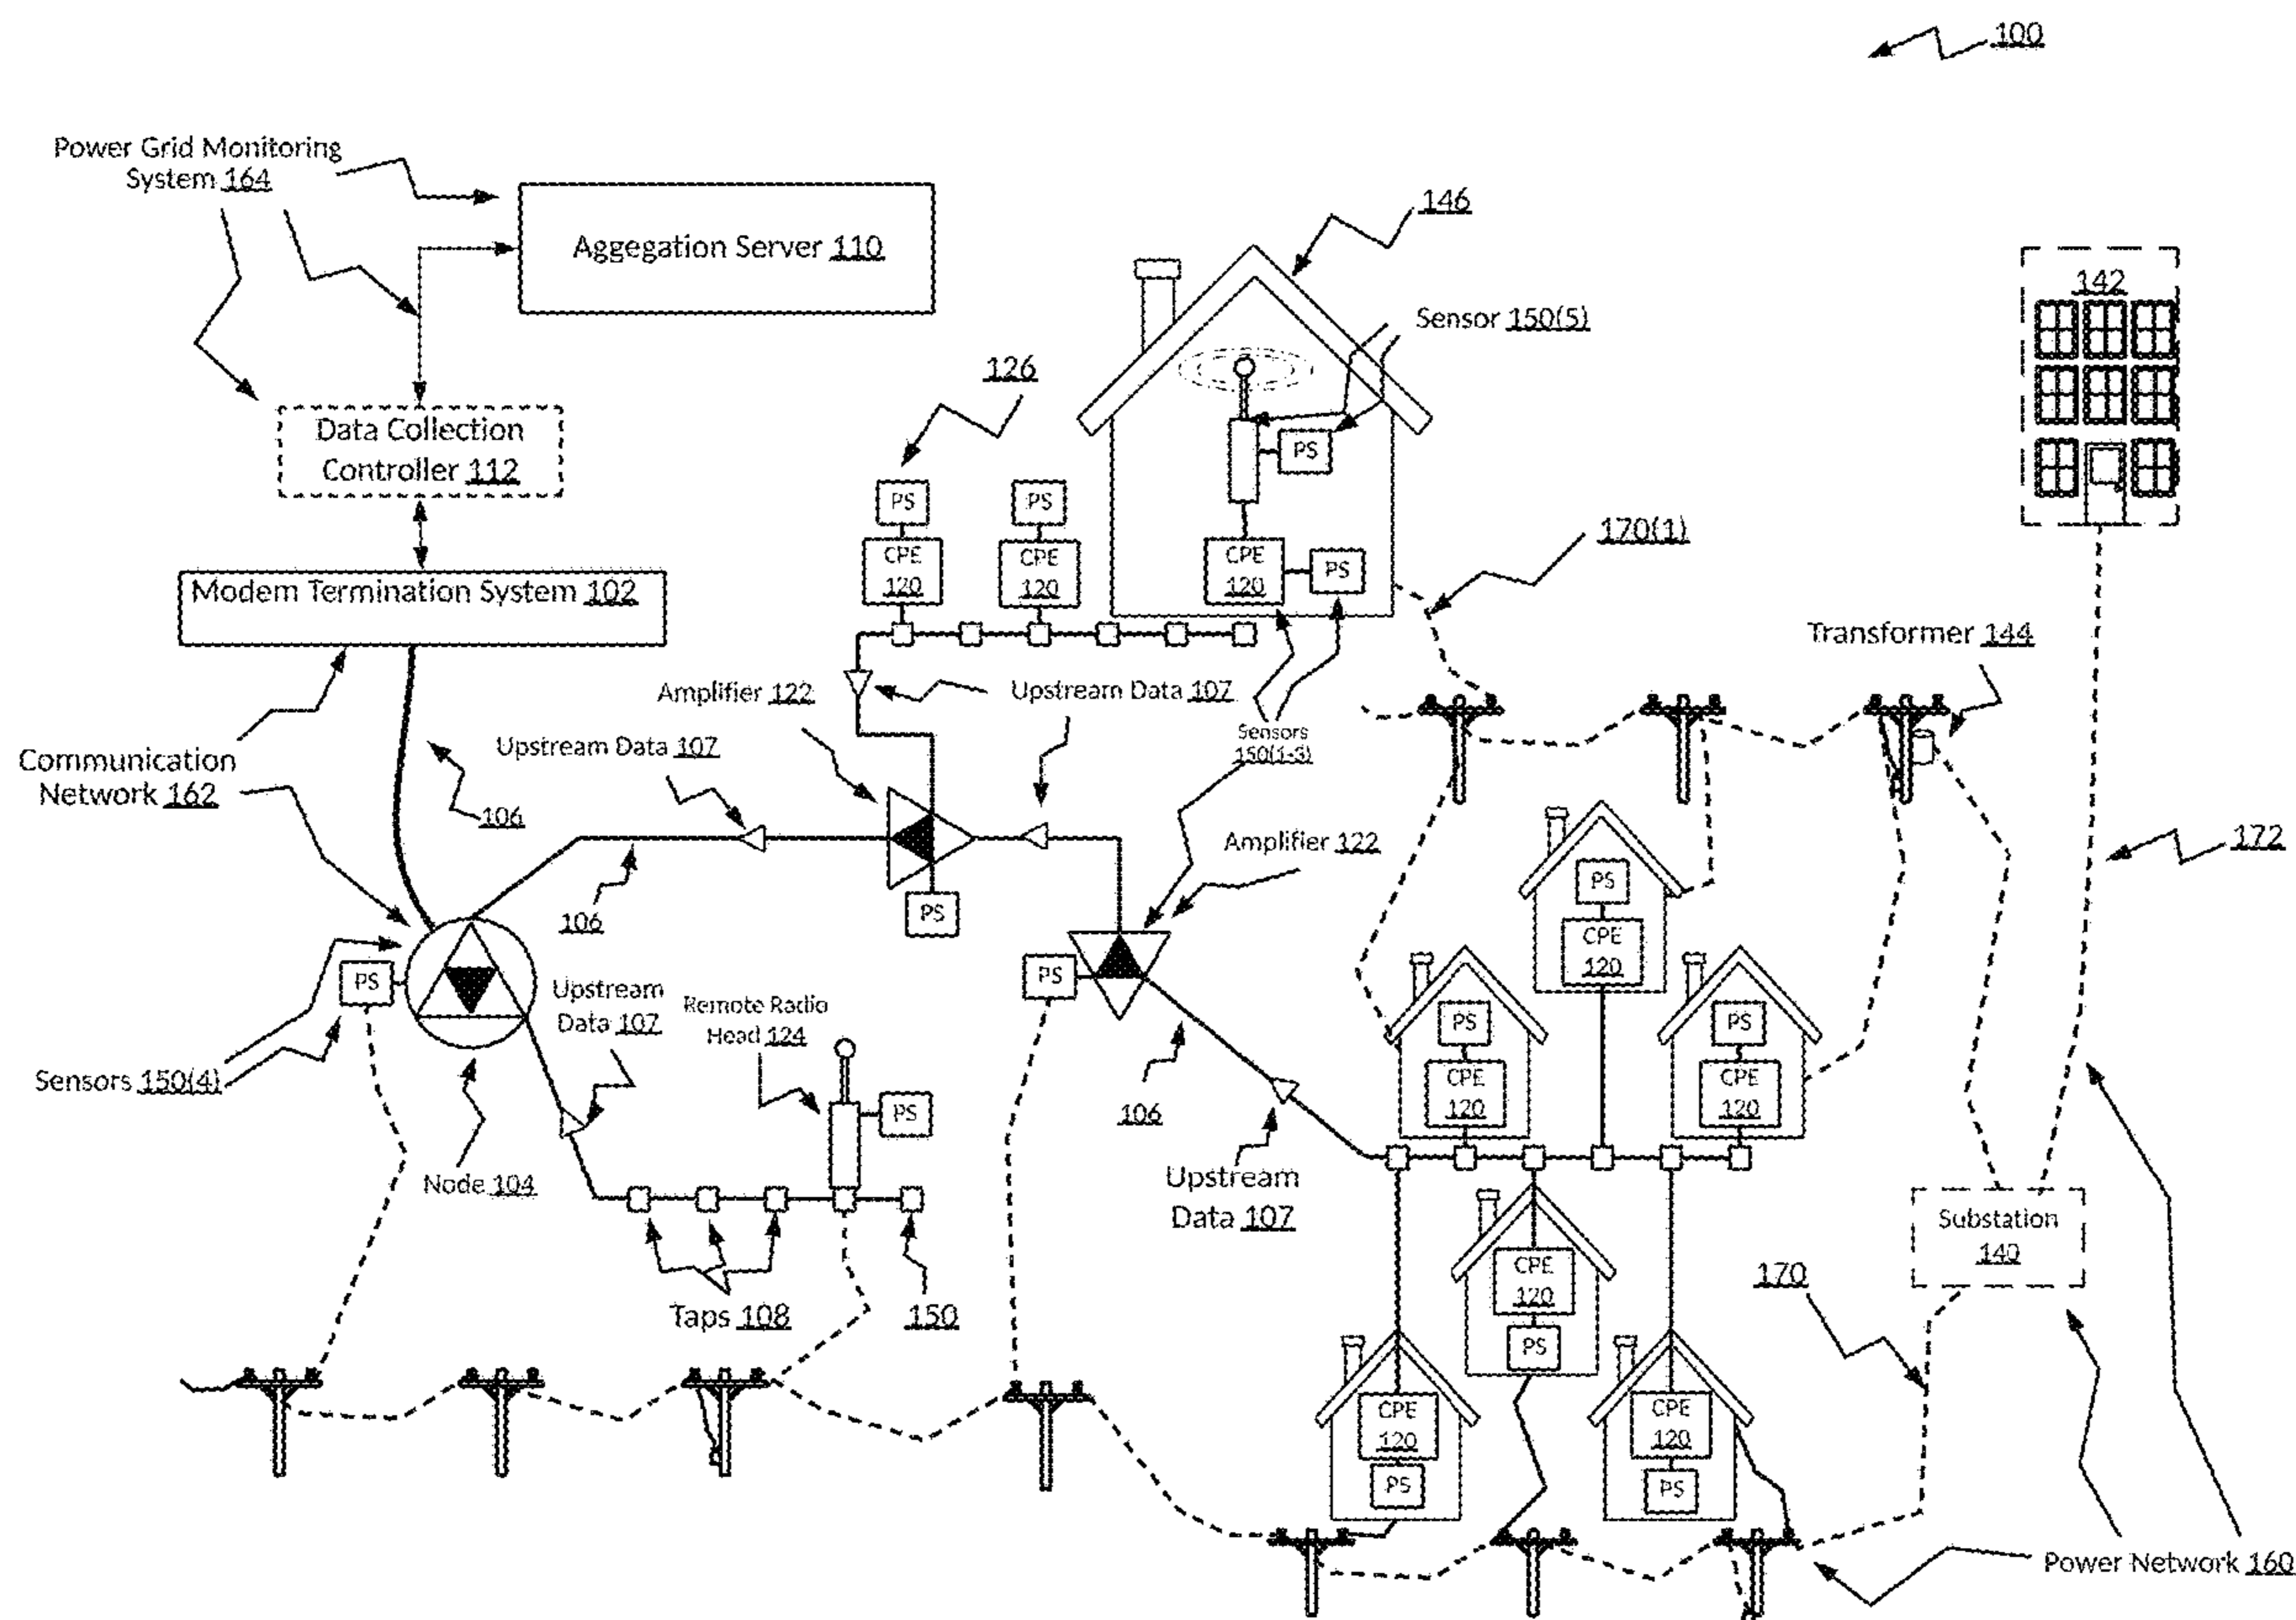 100
Power Grid Monitoring
System 164
Aggegation Server 110
146
142
Sensor 150(5)
126
Data Collection
Controller 112
PS
PS
PS
170(1)
CPE
120
CPE
120
CPE
120
PS
Modem Termination System 102
Transformer 144
Amplifier 122
Upstream Data 107
Upstream Data 107
Sensors
150(1-3)
Communication
Network 162
106
Amplifier 122
172
106
PS
PS
CPE
120
PS
PS
Upstream
Data 107
Remote Radio
Head 124
PS
CPE
120
PS
CPE
120
Sensors 150(4)
PS
106
Node 104
Upstream
Data 107
Substation
140
CPE
120
PS
170
Taps 108
150
CPE
120
PS
CPE
120
PS
Power Network 160